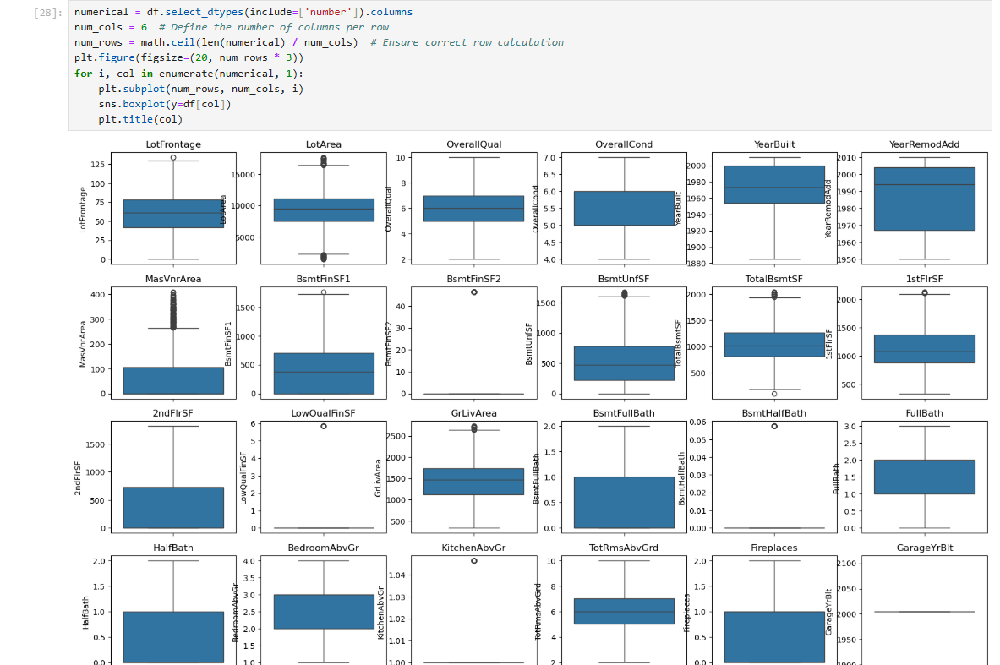 [28]:
numerical = df.select_dtypes(include=['number']).columns
num_cols = 6  # Define the number of columns per row
num_rows = math.ceil(len(numerical) / num_cols)  # Ensure correct row calculation
plt.figure(figsize=(20, num_rows * 3))
for i, col in enumerate(numerical, 1):
    plt.subplot(num_rows, num_cols, i)
    sns.boxplot(y=df[col])
    plt.title(col)
LotFrontage
LotFrontage
125
100
75
50
25
0
LotArea
LotArea
15000
10000
5000
OverallQual
OverallQual
10
8
6
4
2
OverallCond
OverallCond
7.0
6.5
6.0
5.5
5.0
4.5
4.0
YearBuilt
YearBuilt
2000
1980
1960
1940
1920
1900
1880
YearRemodAdd
YearRemodAdd
2010
2000
1990
1980
1970
1960
1950
MasVnrArea
MasVnrArea
400
300
200
100
0
BsmtFinSF1
BsmtFinSF1
1500
1000
500
0
BsmtFinSF2
BsmtFinSF2
40
30
20
10
0
BsmtUnfSF
BsmtUnfSF
1500
1000
500
0
TotalBsmtSF
TotalBsmtSF
2000
1500
1000
500
1stFlrSF
1stFlrSF
2000
1500
1000
500
2ndFlrSF
2ndFlrSF
1500
1000
500
0
LowQualFinSF
LowQualFinSF
6
5
4
3
2
1
0
GrLivArea
GrLivArea
2500
2000
1500
1000
500
BsmtFullBath
BsmtFullBath
2.0
1.5
1.0
0.5
0.0
BsmtHalfBath
BsmtHalfBath
0.06
0.05
0.04
0.03
0.02
0.01
0.00
FullBath
FullBath
3.0
2.5
2.0
1.5
1.0
0.5
0.0
HalfBath
HalfBath
2.0
1.5
1.0
0.5
0.0
BedroomAbvGr
BedroomAbvGr
4.0
3.5
3.0
2.5
2.0
1.5
1.0
KitchenAbvGr
KitchenAbvGr
1.04
1.03
1.02
1.01
1.00
TotRmsAbvGrd
TotRmsAbvGrd
10
8
6
4
2
Fireplaces
Fireplaces
2.0
1.5
1.0
0.5
0.0
GarageYrBlt
GarageYrBlt
2100
2050
2000
1950
1900